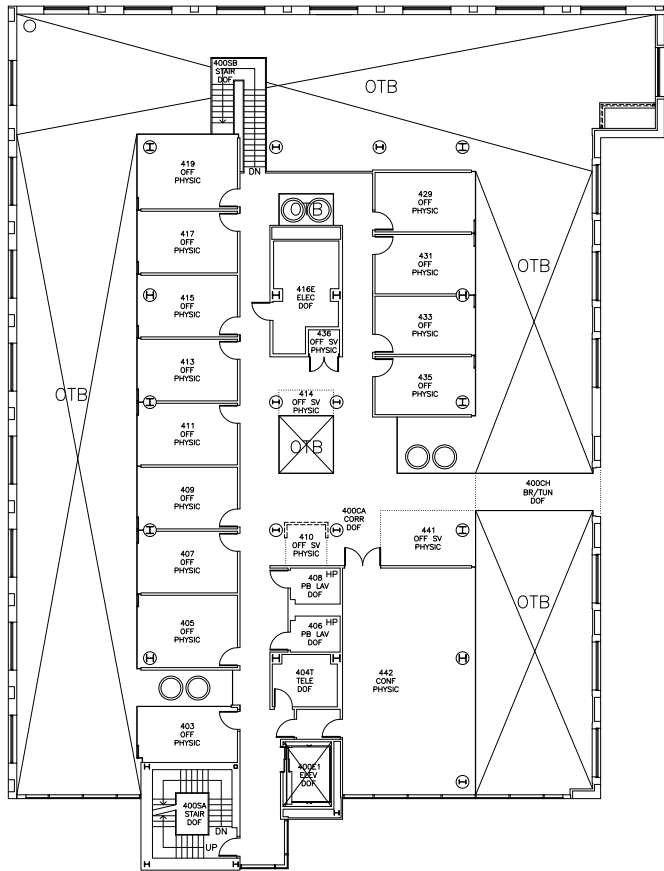 400SB
STAIR
DOF
OTB
DN
419
OFF
PHYSIC
429
OFF
PHYSIC
OTB
417
OFF
PHYSIC
431
OFF
PHYSIC
OTB
416E
ELEC
DOF
415
OFF
PHYSIC
433
OFF
PHYSIC
436
OFF SV
PHYSIC
413
OFF
PHYSIC
435
OFF
PHYSIC
OTB
414
OFF SV
PHYSIC
411
OFF
PHYSIC
OTB
409
OFF
PHYSIC
400CH
BR/TUN
DOF
400CA
CORR
DOF
441
OFF SV
PHYSIC
410
OFF SV
PHYSIC
407
OFF
PHYSIC
408
PB LAV
DOF
HP
OTB
405
OFF
PHYSIC
406
PB LAV
DOF
HP
404T
TELE
DOF
442
CONF
PHYSIC
403
OFF
PHYSIC
400E1
ELEV
DOF
400SA
STAIR
DOF
DN
UP